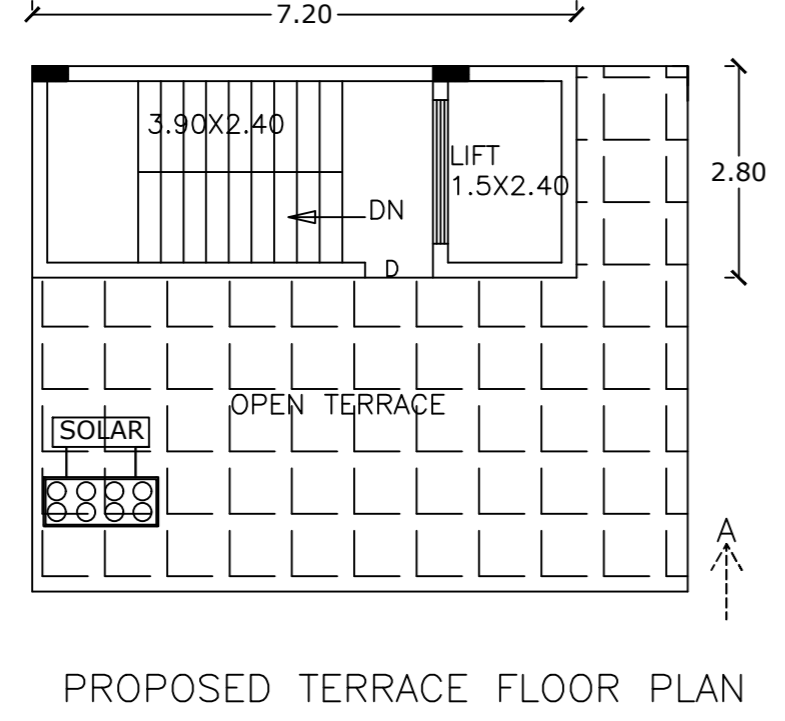 7.20
3.90X2.40
LIFT
1.5X2.40
2.80
DN
D
OPEN TERRACE
SOLAR
A
PROPOSED TERRACE FLOOR PLAN